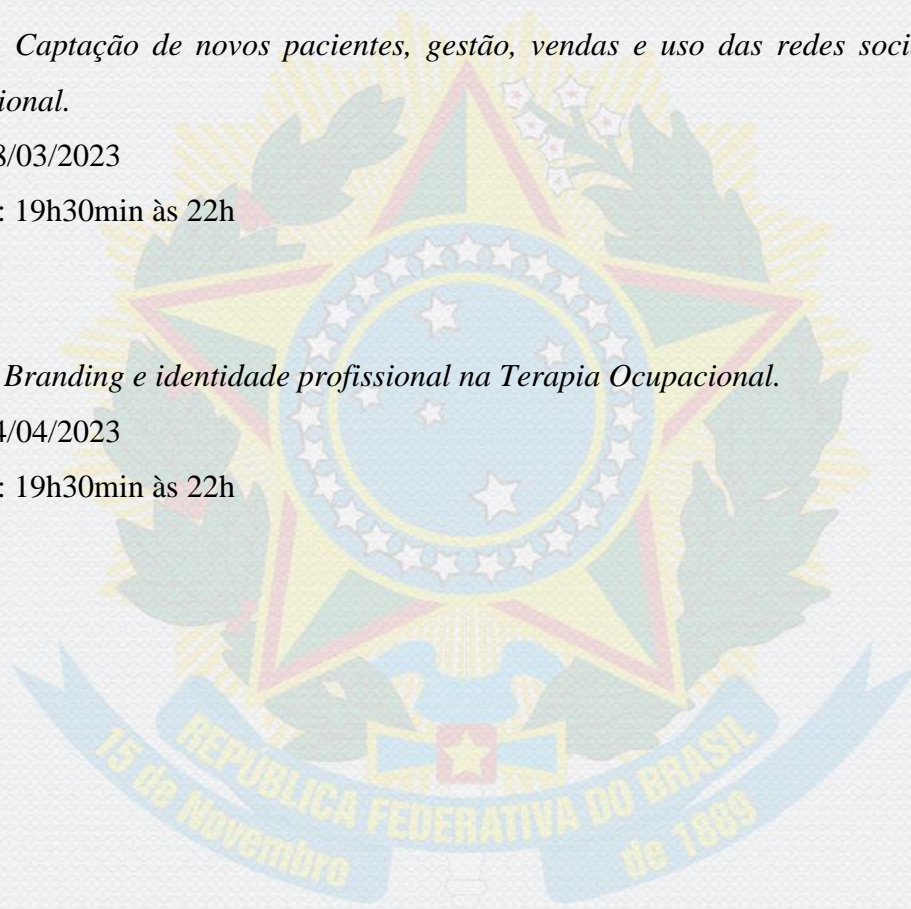 Captação de novos pacientes, gestão, vendas e uso das redes soci
ional.
8/03/2023
: 19h30min às 22h
Branding e identidade profissional na Terapia Ocupacional.
4/04/2023
: 19h30min às 22h
REPÚBLICA FEDERATIVA DO BRASIL
15 de Novembro de 1889